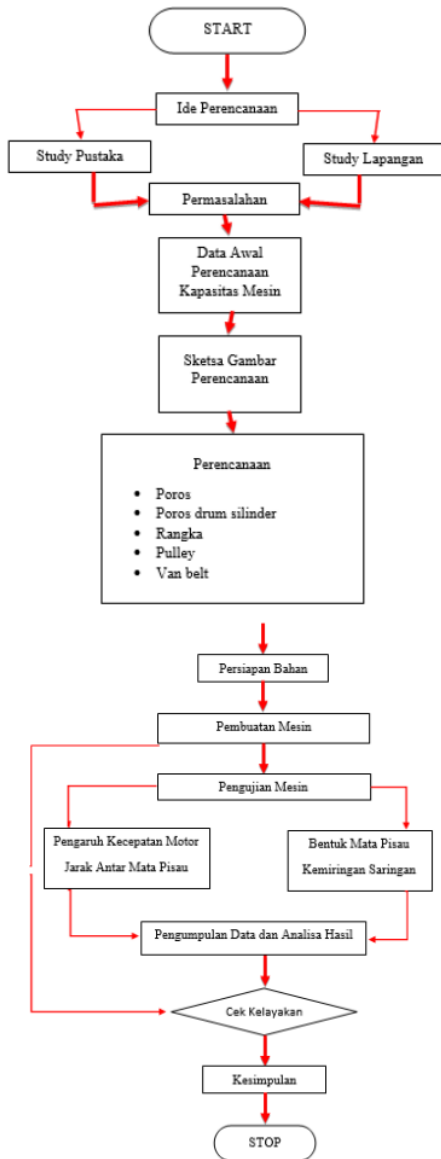 START
Ide Perencanaan
Study Pustaka
Study Lapangan
Permasalahan
Data Awal
Perencanaan
Kapasitas Mesin
Sketsa Gambar
Perencanaan
Perencanaan
• Poros
• Poros drum silinder
• Rangka
• Pulley
• Van belt
Persiapan Bahan
Pembuatan Mesin
Pengujian Mesin
Pengaruh Kecepatan Motor
Jarak Antar Mata Pisau
Bentuk Mata Pisau
Kemiringan Saringan
Pengumpulan Data dan Analisa Hasil
Cek Kelayakan
Kesimpulan
STOP